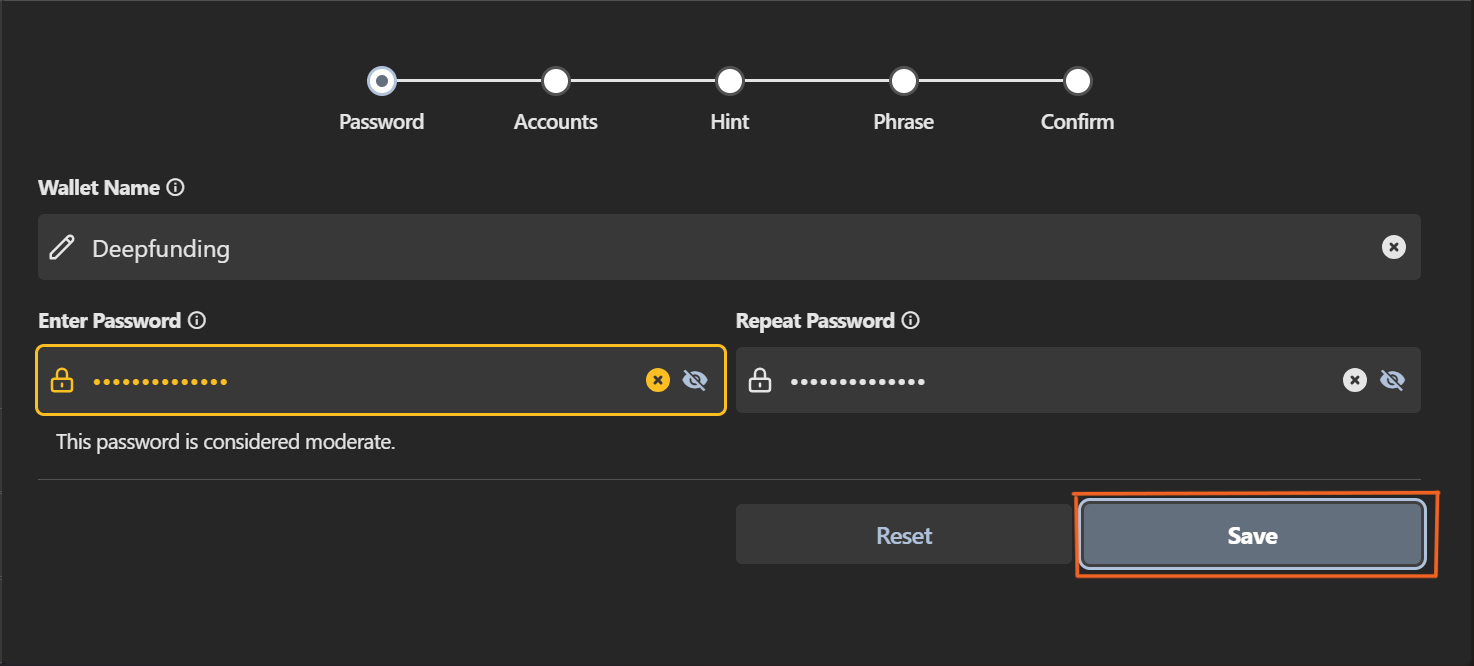 Password Accounts Hint Phrase Confirm
Wallet Name
Deepfunding
Enter Password Repeat Password
•••••••••••••• ••••••••••••••
This password is considered moderate.
Reset Save